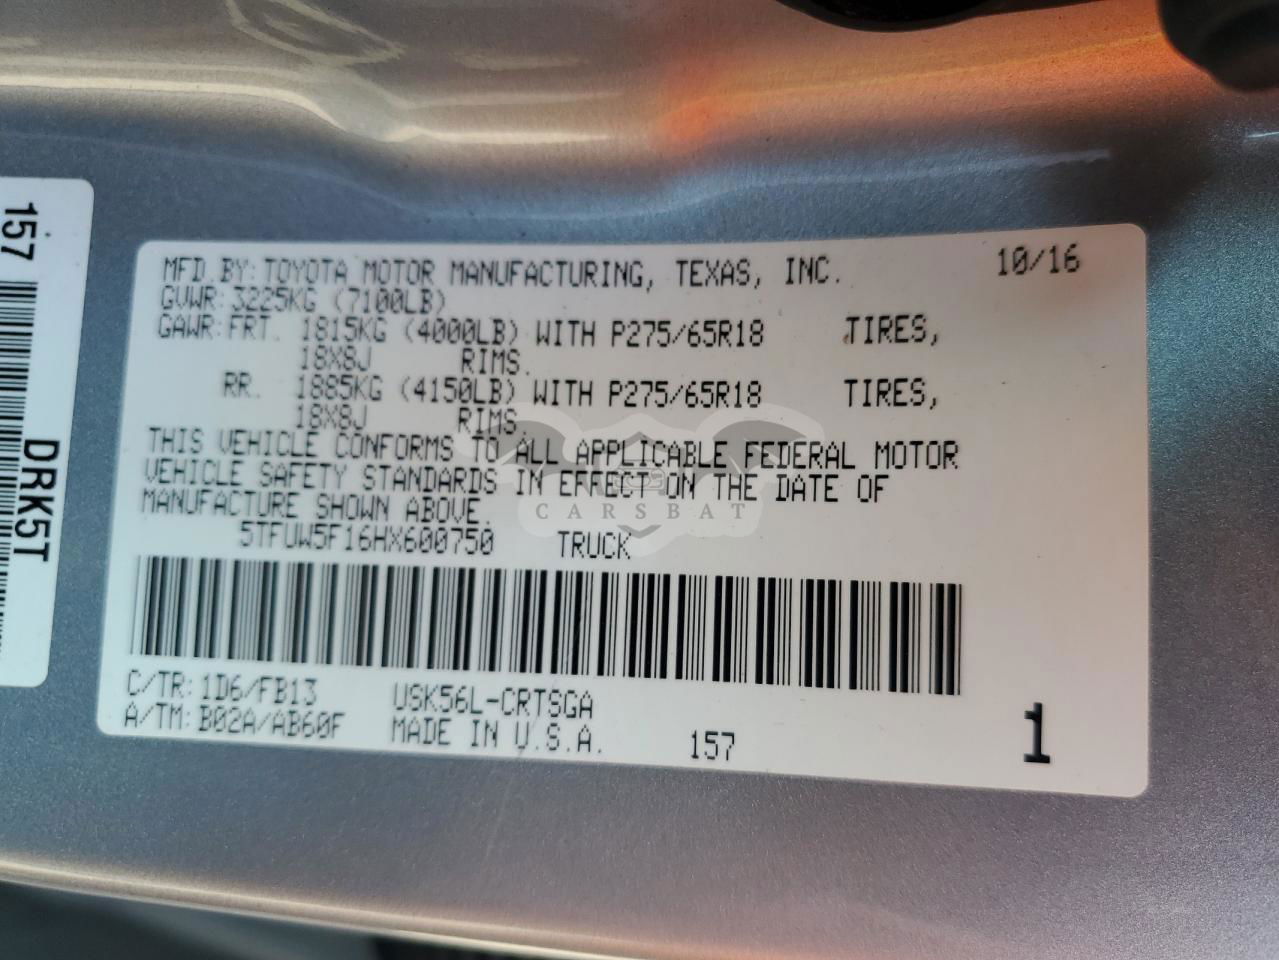 157
DRK5T
MFD. BY: TOYOTA MOTOR MANUFACTURING, TEXAS, INC. 10/16
GVWR: 3225KG (7100LB)
GAWR: FRT. 1815KG (4000LB) WITH P275/65R18 TIRES,
18X8J RIMS.
RR. 1885KG (4150LB) WITH P275/65R18 TIRES,
18X8J RIMS.
THIS VEHICLE CONFORMS TO ALL APPLICABLE FEDERAL MOTOR
VEHICLE SAFETY STANDARDS IN EFFECT ON THE DATE OF
MANUFACTURE SHOWN ABOVE.
CARSBAT
5TFUW5F16HX600750 TRUCK
C/TR: 1D6/FB13 USK56L-CRTSGA
A/TM: B02A/AB60F MADE IN U.S.A. 157 1